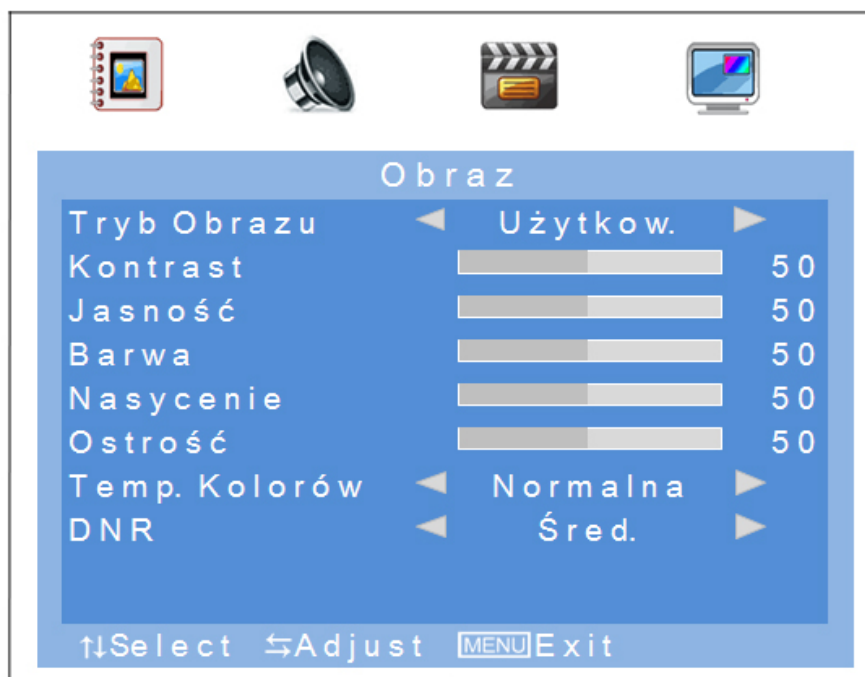 Obraz
Tryb Obrazu Użytkow.
Kontrast 50
Jasność 50
Barwa 50
Nasycenie 50
Ostrość 50
Temp. Kolorów Normalna
DNR Śred.
↑↓Select ⇆Adjust MENU Exit